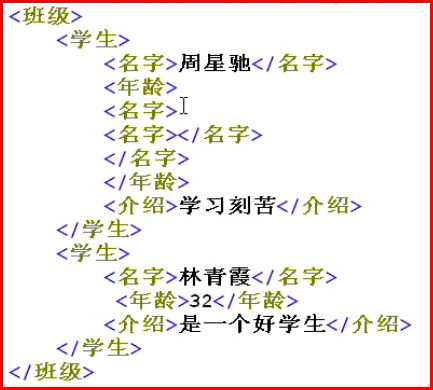 <班级>
<学生>
<名字>周星驰</名字>
<年龄>
<名字>
<名字></名字>
</名字>
</年龄>
<介绍>学习刻苦</介绍>
</学生>
<学生>
<名字>林青霞</名字>
<年龄>32</年龄>
<介绍>是一个好学生</介绍>
</学生>
</班级>